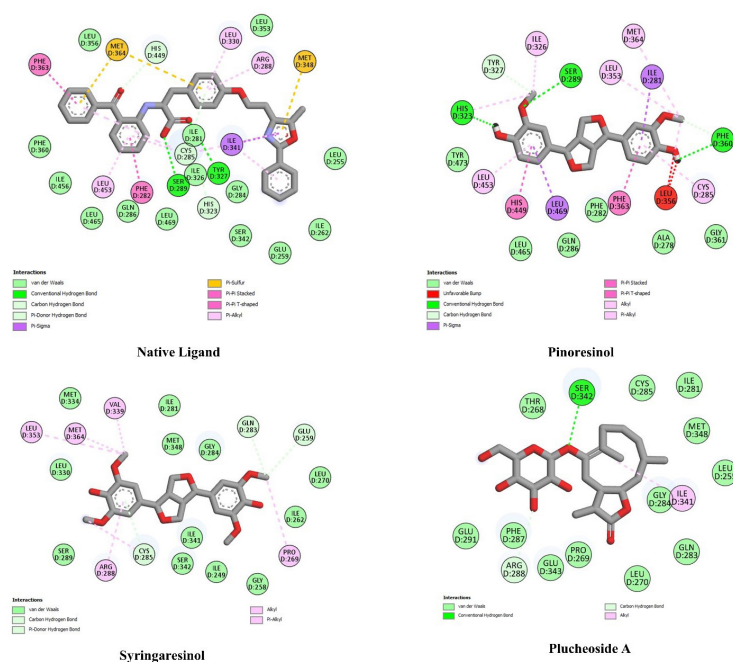 LEU D:356
MET D:364
HIS D:449
LEU D:330
LEU D:353
ARG D:288
MET D:348
PHE D:363
PHE D:360
ILE D:456
LEU D:453
LEU D:465
PHE D:282
GLN D:286
LEU D:469
SER D:289
ILE D:281
CYS D:285
ILE D:326
TYR D:327
HIS D:323
GLY D:284
ILE D:341
SER D:342
GLU D:259
ILE D:262
LEU D:255
Interactions
van der Waals
Conventional Hydrogen Bond
Carbon Hydrogen Bond
Pi-Donor Hydrogen Bond
Pi-Sigma
Pi-Sulfur
Pi-Pi Stacked
Pi-Pi T-shaped
Pi-Alkyl
Native Ligand
ILE D:326
TYR D:327
SER D:289
MET D:364
LEU D:353
ILE D:281
HIS D:323
PHE D:360
TYR D:473
LEU D:453
HIS D:449
LEU D:469
PHE D:282
PHE D:363
LEU D:356
CYS D:285
LEU D:465
GLN D:286
ALA D:278
GLY D:361
Interactions
van der Waals
Unfavorable Bump
Conventional Hydrogen Bond
Carbon Hydrogen Bond
Pi-Sigma
Pi-Pi Stacked
Pi-Pi T-shaped
Alkyl
Pi-Alkyl
Pinoresinol
MET D:334
VAL D:339
ILE D:281
LEU D:353
MET D:364
MET D:348
GLY D:284
GLN D:283
GLU D:259
LEU D:330
LEU D:270
ILE D:262
SER D:289
ARG D:288
CYS D:285
ILE D:341
SER D:342
ILE D:249
GLY D:258
PRO D:269
Interactions
van der Waals
Carbon Hydrogen Bond
Pi-Donor Hydrogen Bond
Alkyl
Pi-Alkyl
Syringaresinol
THR D:268
SER D:342
CYS D:285
ILE D:281
MET D:348
GLY D:284
ILE D:341
GLU D:291
PHE D:287
ARG D:288
GLU D:343
PRO D:269
LEU D:270
GLN D:283
Interactions
van der Waals
Conventional Hydrogen Bond
Carbon Hydrogen Bond
Alkyl
Plucheoside A